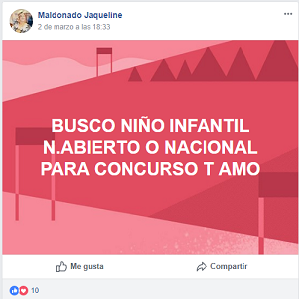 Maldonado Jaqueline
2 de marzo a las 18:33
BUSCO NIÑO INFANTIL
N.ABIERTO O NACIONAL
PARA CONCURSO T AMO
Me gusta
Compartir
10